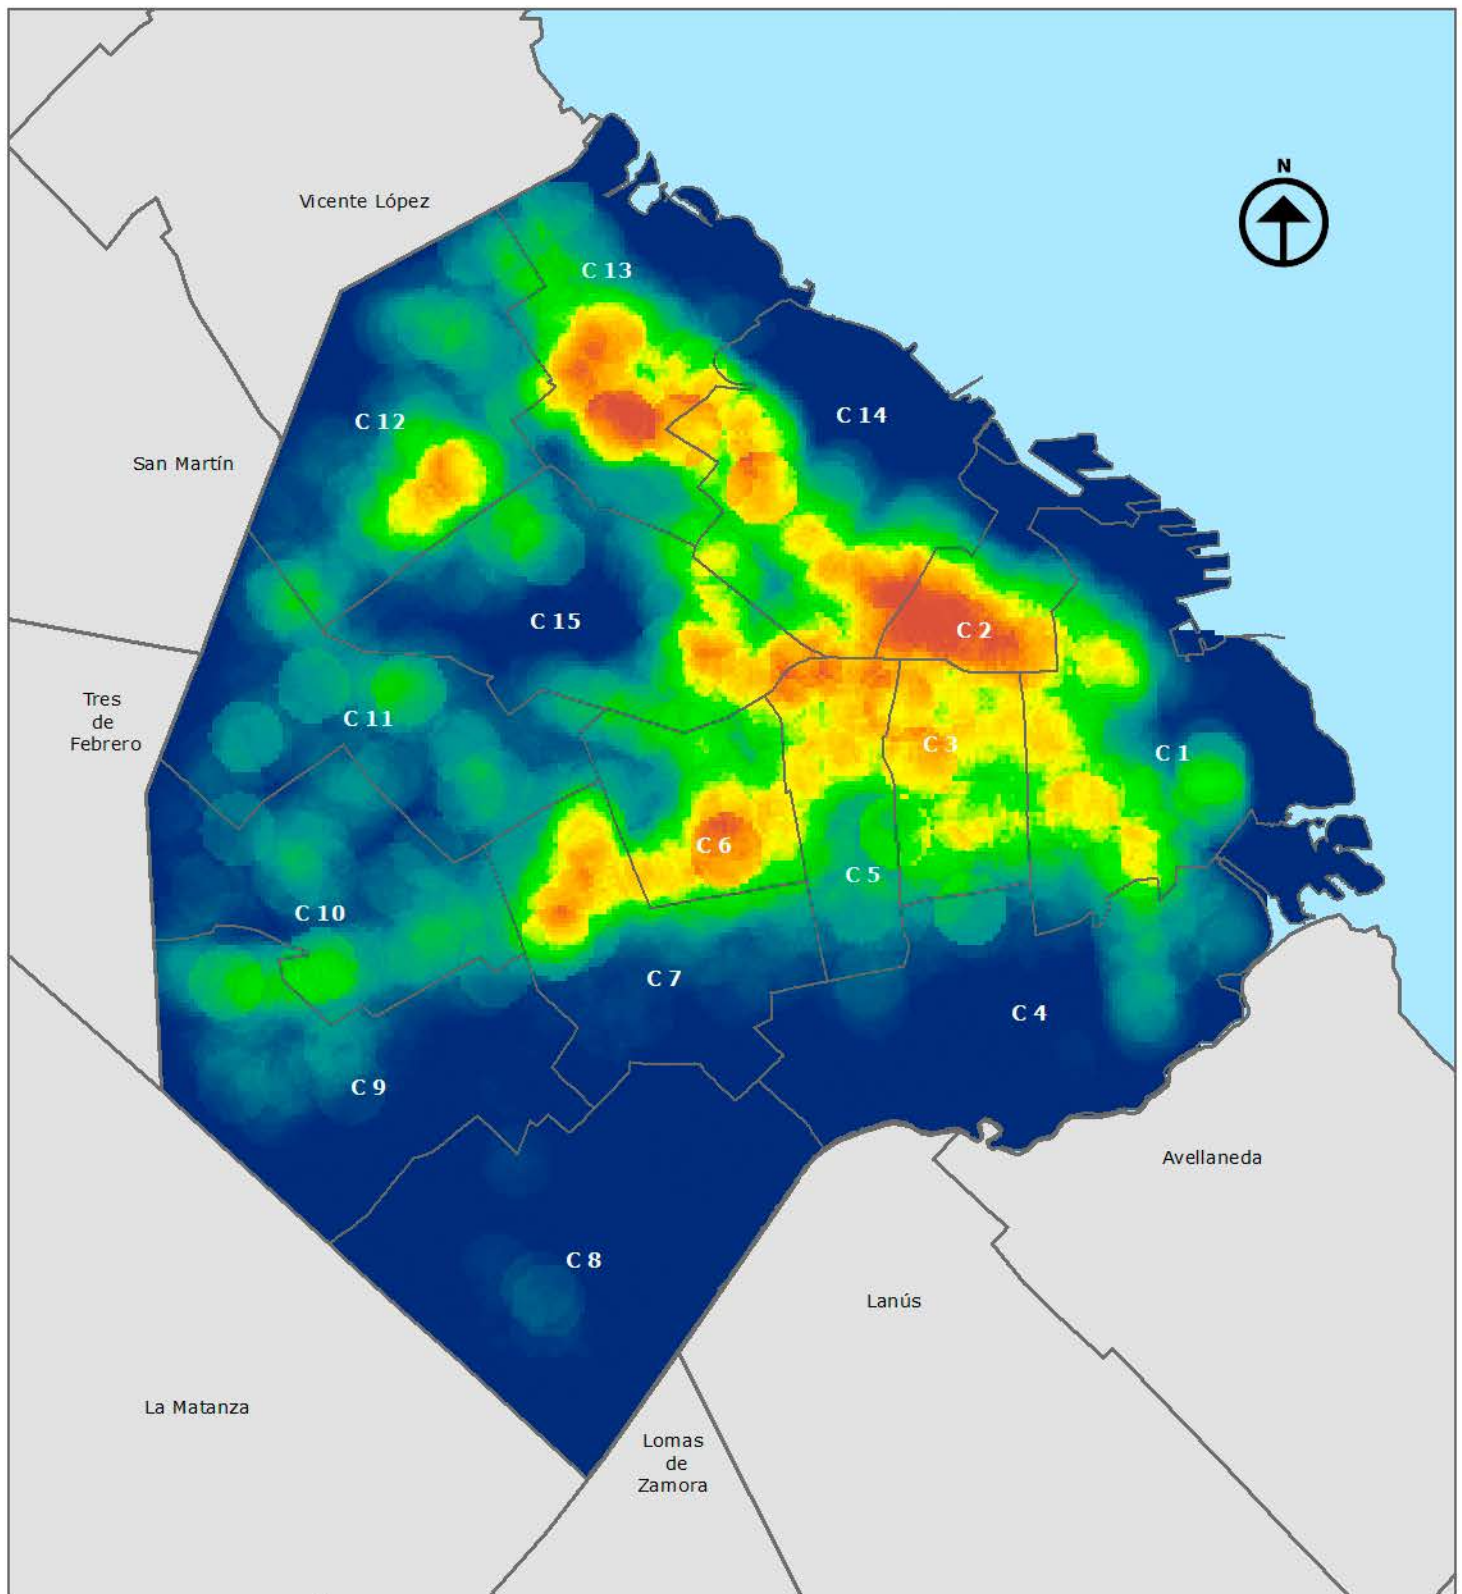 N
Vicente López
C 13
C 14
C 12
San Martín
C 15
C 2
Tres
de
Febrero
C 11
C 3
C 1
C 6
C 5
C 10
C 7
C 4
C 9
Avellaneda
C 8
Lanús
La Matanza
Lomas
de
Zamora